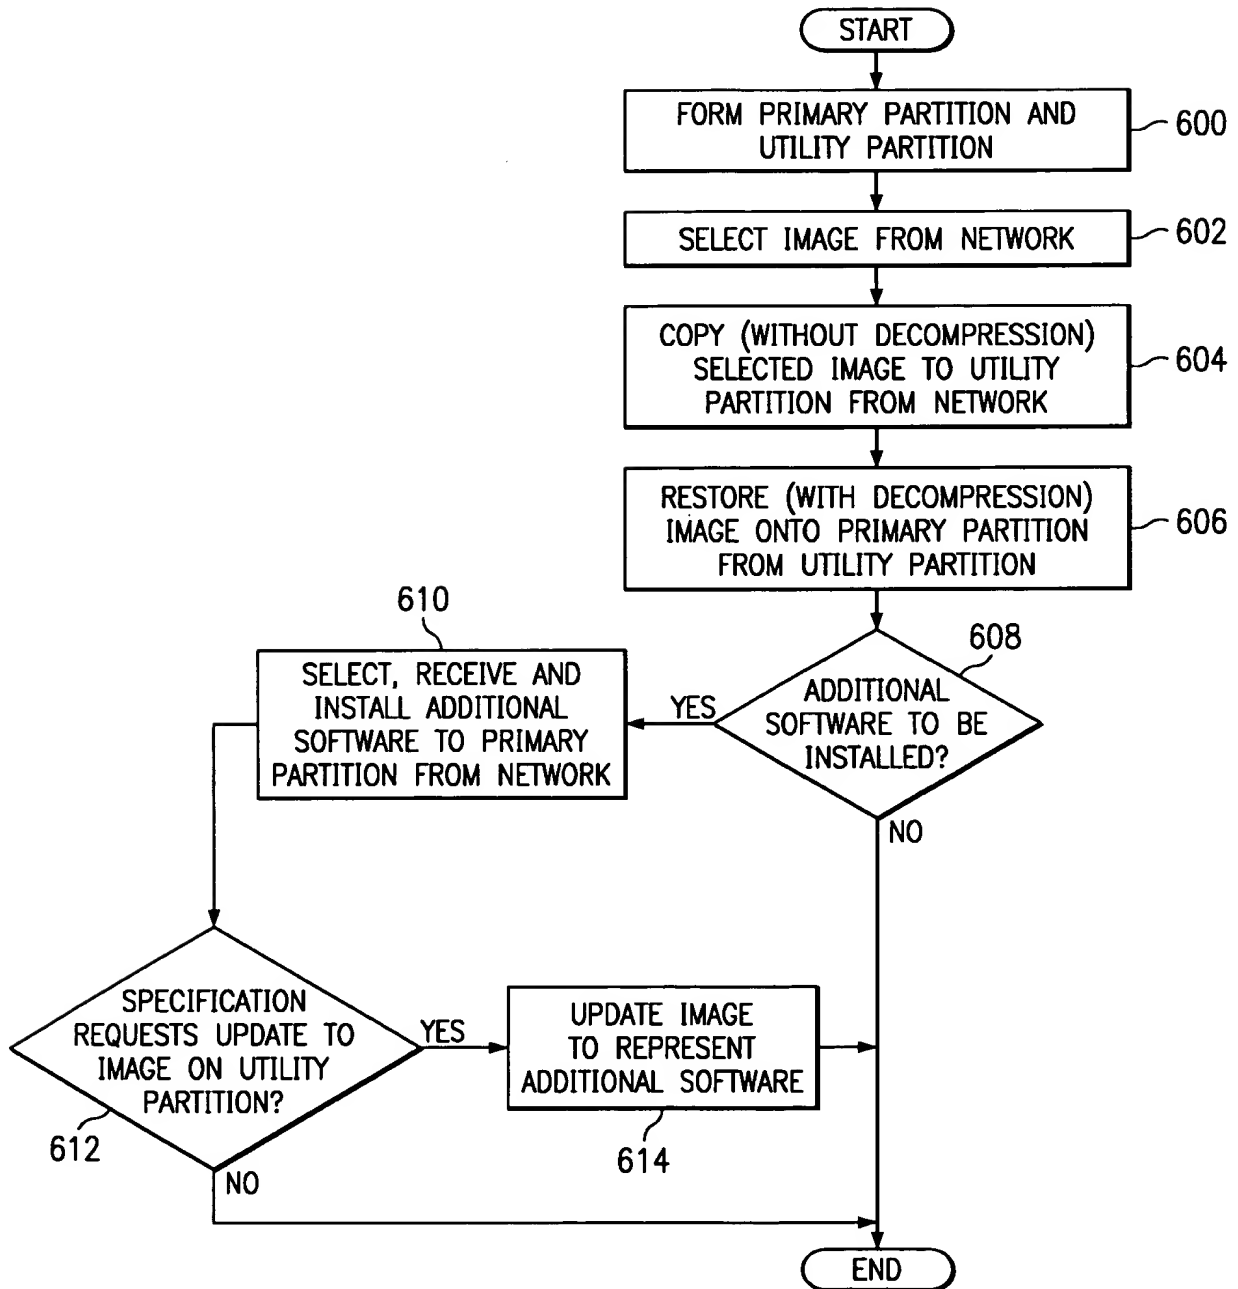 START
FORM PRIMARY PARTITION AND
UTILITY PARTITION
600
SELECT IMAGE FROM NETWORK
602
COPY (WITHOUT DECOMPRESSION)
SELECTED IMAGE TO UTILITY
PARTITION FROM NETWORK
604
RESTORE (WITH DECOMPRESSION)
IMAGE ONTO PRIMARY PARTITION
FROM UTILITY PARTITION
606
610
SELECT, RECEIVE AND
INSTALL ADDITIONAL
SOFTWARE TO PRIMARY
PARTITION FROM NETWORK
YES
608
ADDITIONAL
SOFTWARE TO BE
INSTALLED?
NO
SPECIFICATION
REQUESTS UPDATE TO
IMAGE ON UTILITY
PARTITION?
612
YES
UPDATE IMAGE
TO REPRESENT
ADDITIONAL SOFTWARE
614
NO
END